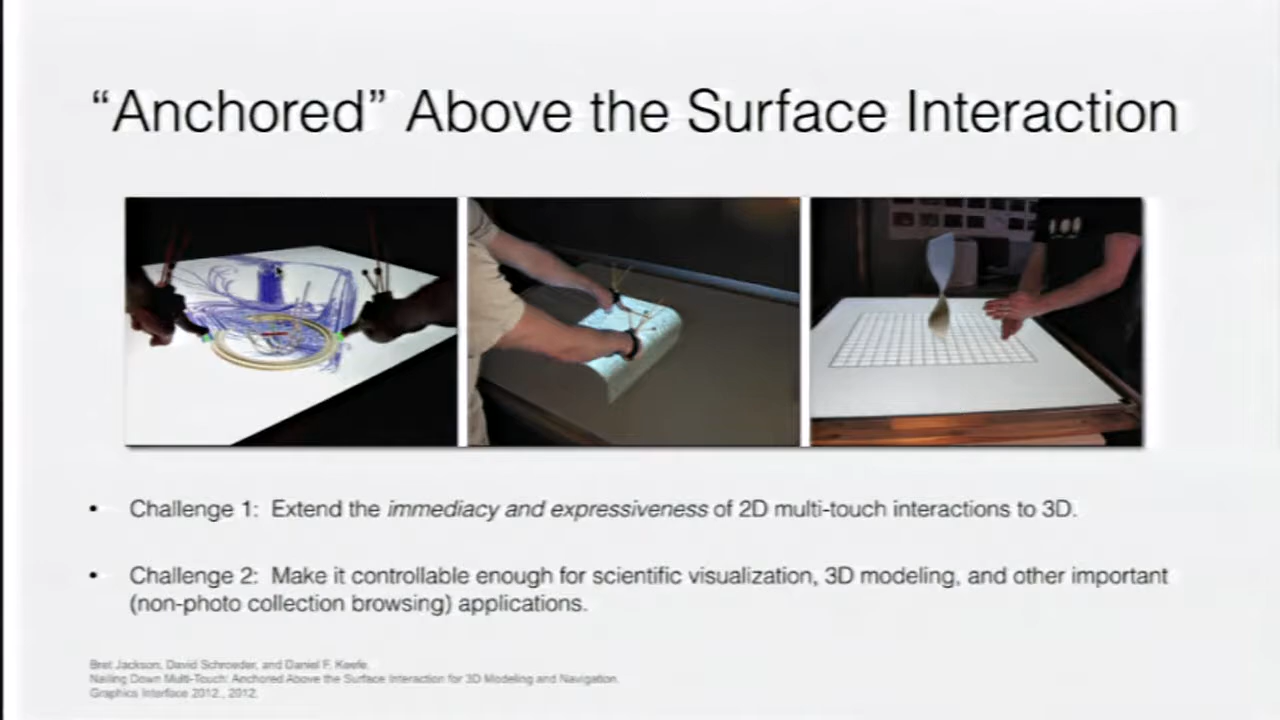 “Anchored” Above the Surface Interaction
• Challenge 1: Extend the immediacy and expressiveness of 2D multi-touch interactions to 3D.
• Challenge 2: Make it controllable enough for scientific visualization, 3D modeling, and other important
(non-photo collection browsing) applications.
Bret Jackson, David Schroeder, and Daniel F. Keefe.
Nailing Down Multi-Touch: Anchored Above the Surface Interaction for 3D Modeling and Navigation.
Graphics Interface 2012., 2012.